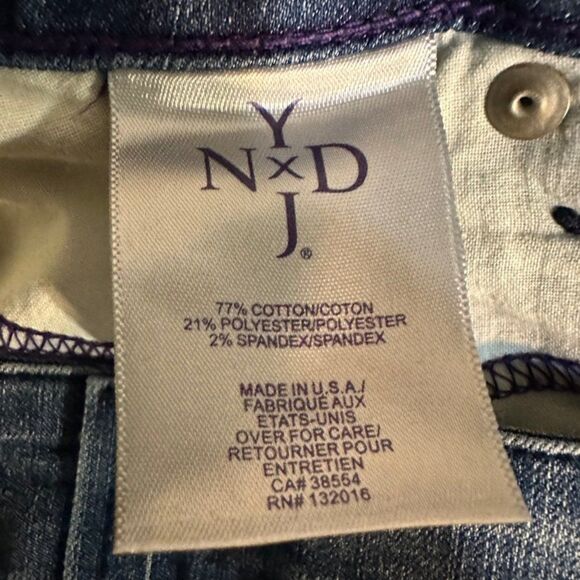 Y
N×D
J®
77% COTTON/COTON
21% POLYESTER/POLYESTER
2% SPANDEX/SPANDEX
MADE IN U.S.A./
FABRIQUE AUX
ETATS-UNIS
OVER FOR CARE/
RETOURNER POUR
ENTRETIEN
CA# 38554
RN# 132016